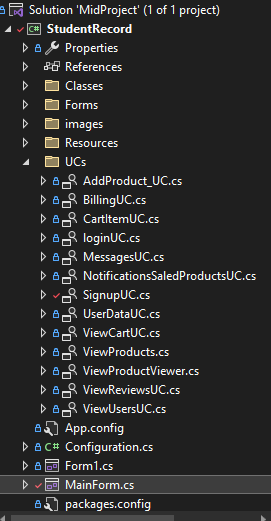 Solution 'MidProject' (1 of 1 project)
C# StudentRecord
Properties
References
Classes
Forms
images
Resources
UCs
AddProduct_UC.cs
BillingUC.cs
CartItemUC.cs
loginUC.cs
MessagesUC.cs
NotificationsSaledProductsUC.cs
SignupUC.cs
UserDataUC.cs
ViewCartUC.cs
ViewProducts.cs
ViewProductViewer.cs
ViewReviewsUC.cs
ViewUsersUC.cs
App.config
C# Configuration.cs
Form1.cs
MainForm.cs
packages.config